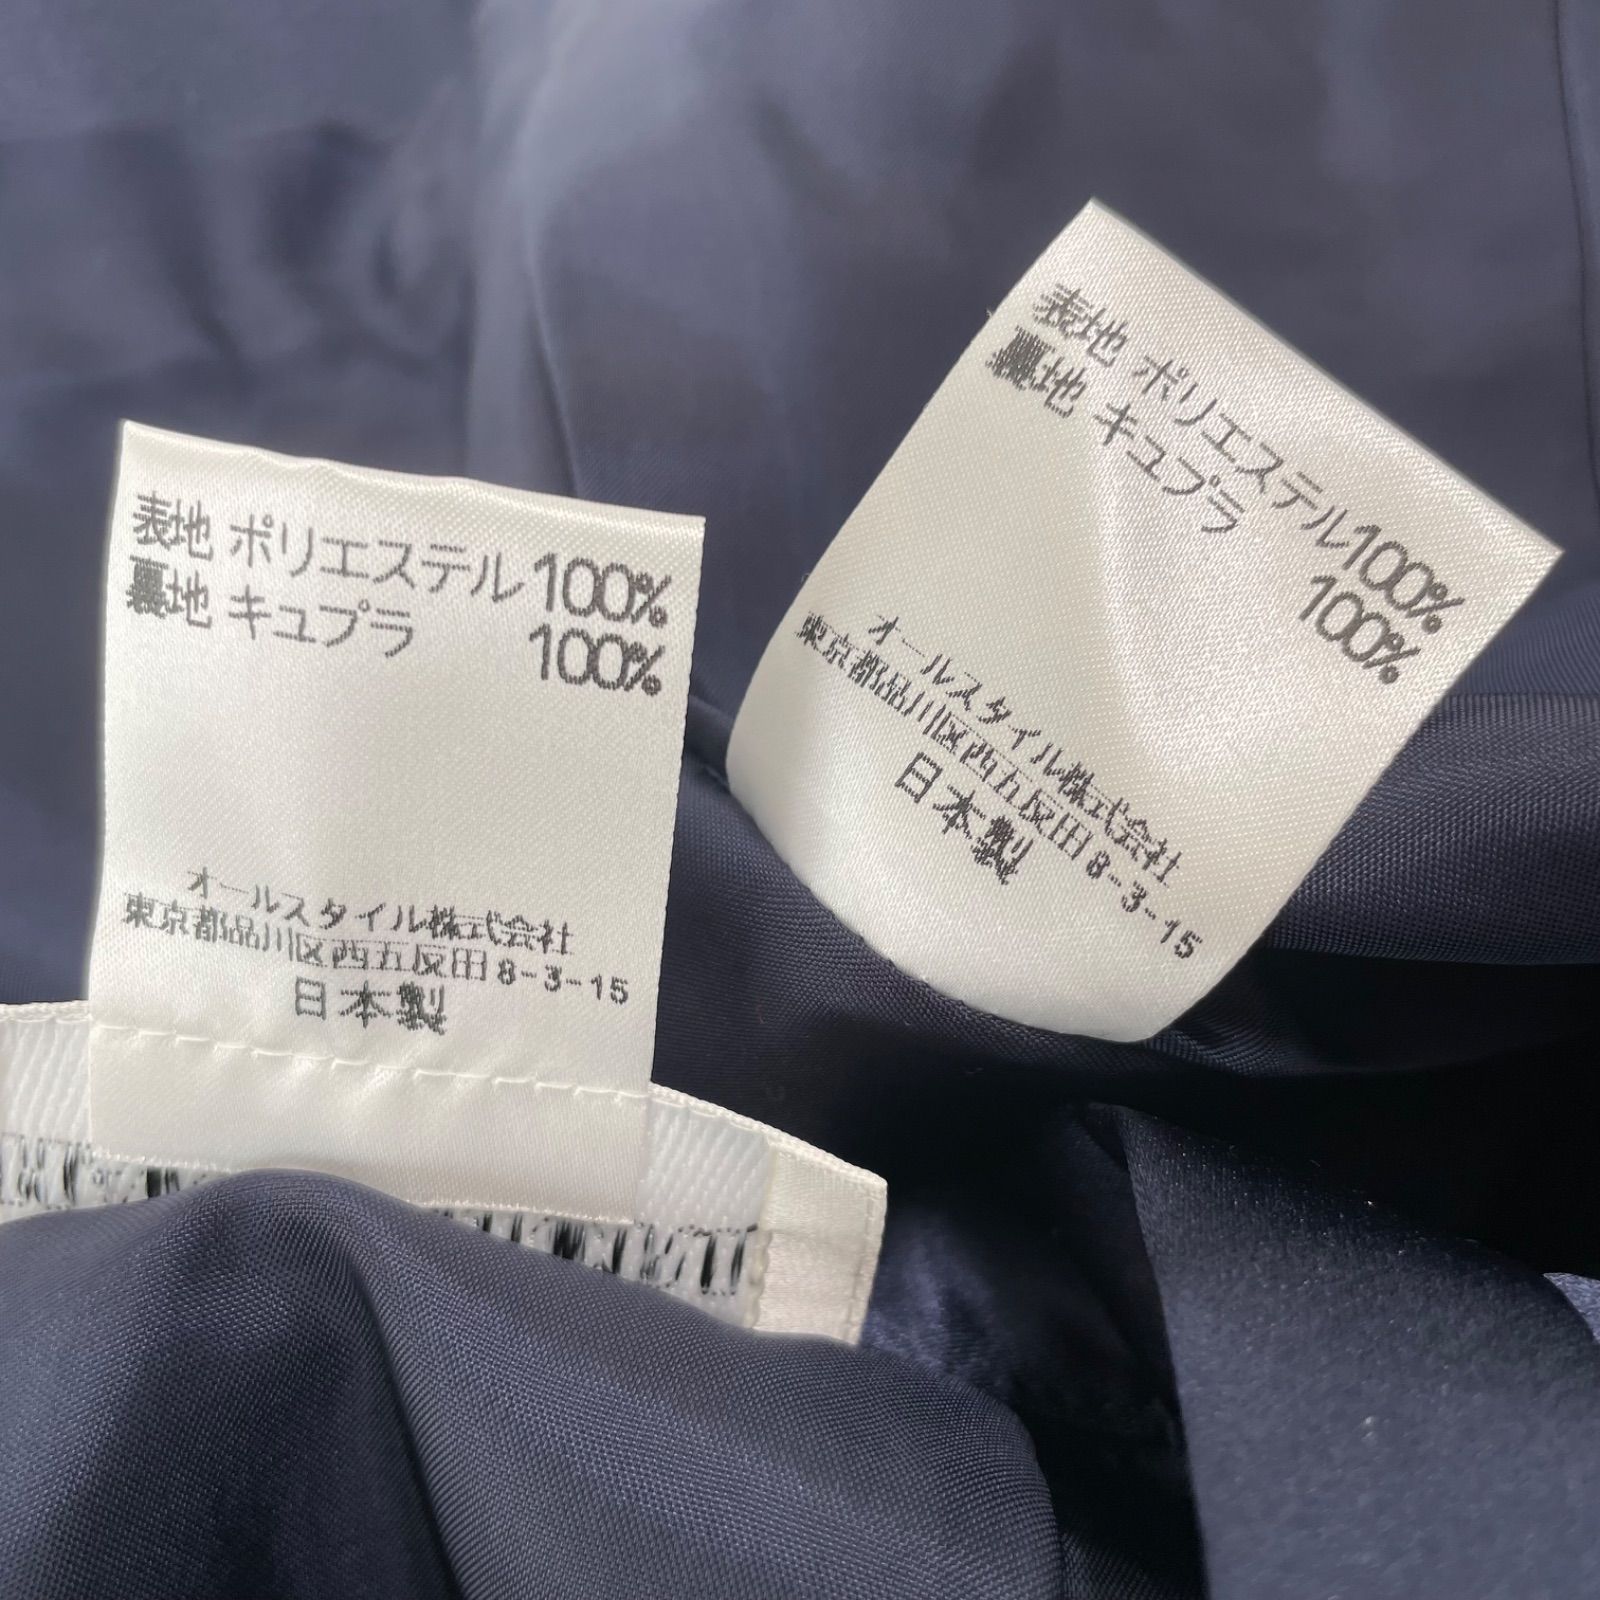 表地 ポリエステル100%
裏地 キュプラ 100%
オールスタイル株式会社
東京都品川区西五反田8-3-15
日本製
表地 ポリエステル100%
裏地 キュプラ 100%
オールスタイル株式会社
東京都品川区西五反田8-3-15
日本製